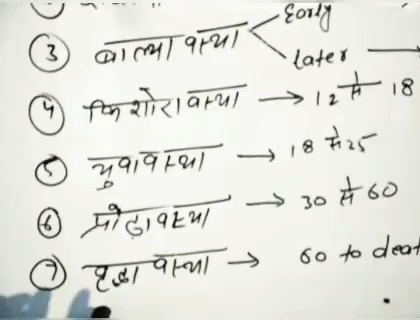 ③ बाल्यावस्था Early
Later →
④ किशोरावस्था → 12 से 18
⑤ युवावस्था → 18 से 25
⑥ प्रौढ़ावस्था → 30 से 60
⑦ वृद्धावस्था → 60 to deat